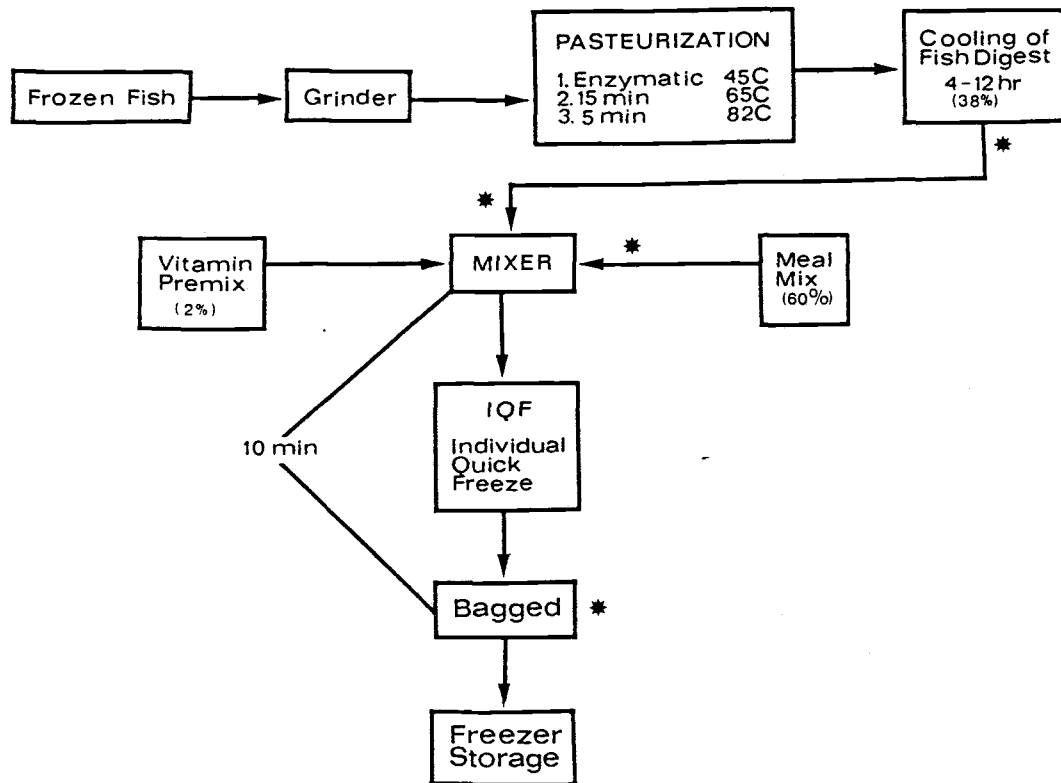 Frozen Fish
Grinder
PASTEURIZATION
1. Enzymatic 45C
2. 15 min 65C
3. 5 min 82C
Cooling of
Fish Digest
4-12 hr
(38%)
*
*
Vitamin
Premix
(2%)
MIXER
*
Meal
Mix
(60%)
10 min
IQF
Individual
Quick
Freeze
Bagged *
Freezer
Storage